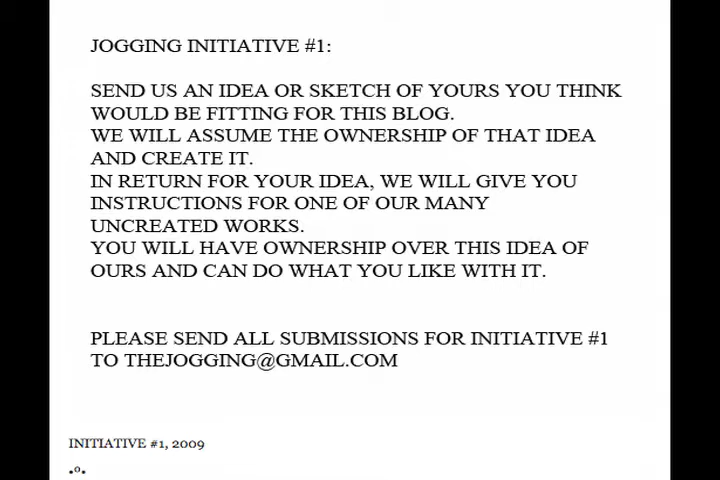 JOGGING INITIATIVE #1:
SEND US AN IDEA OR SKETCH OF YOURS YOU THINK
WOULD BE FITTING FOR THIS BLOG.
WE WILL ASSUME THE OWNERSHIP OF THAT IDEA
AND CREATE IT.
IN RETURN FOR YOUR IDEA, WE WILL GIVE YOU
INSTRUCTIONS FOR ONE OF OUR MANY
UNCREATED WORKS.
YOU WILL HAVE OWNERSHIP OVER THIS IDEA OF
OURS AND CAN DO WHAT YOU LIKE WITH IT.
PLEASE SEND ALL SUBMISSIONS FOR INITIATIVE #1
TO THEJOGGING@GMAIL.COM
INITIATIVE #1, 2009
•o•